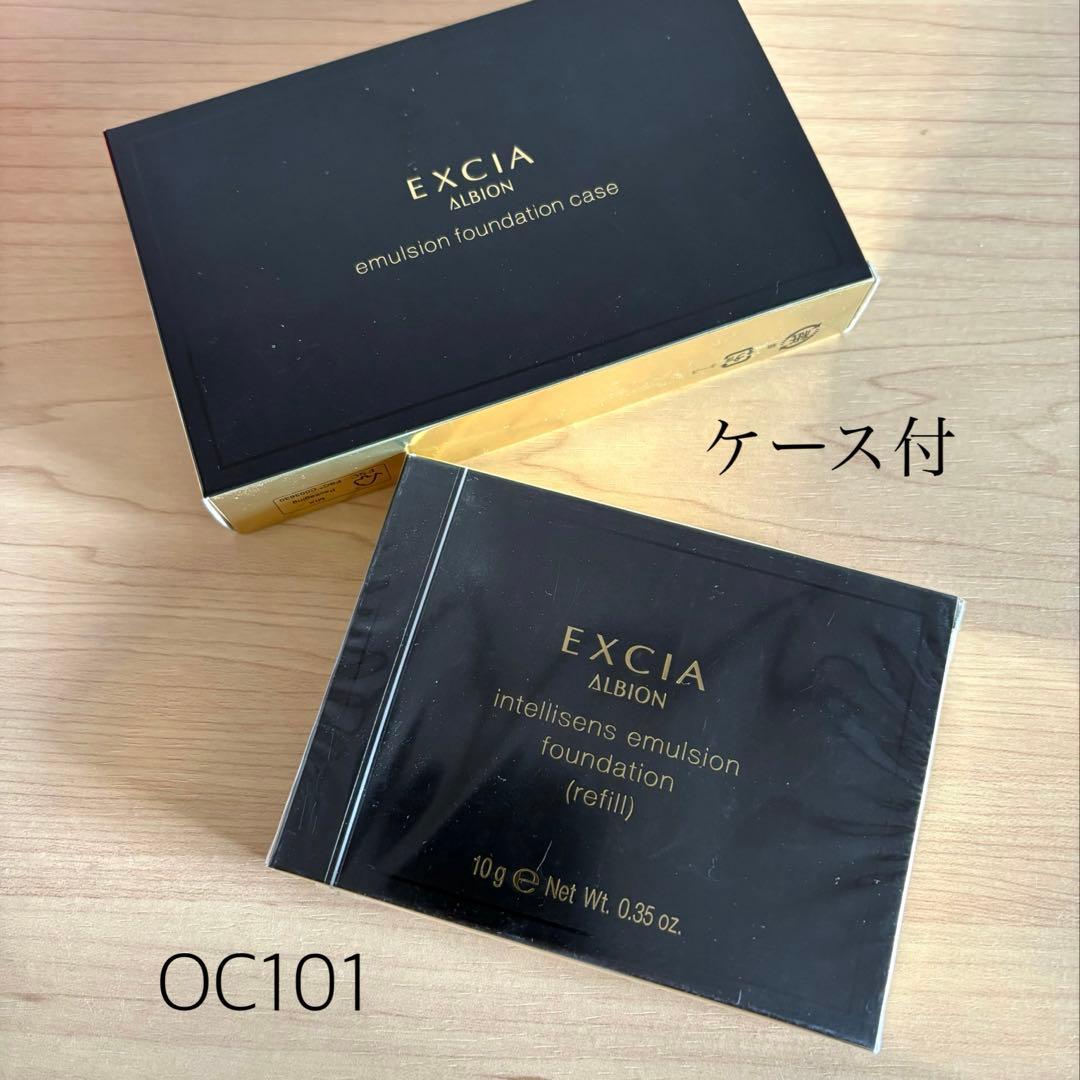 EXCIA
ALBION
emulsion foundation case
ケース付
EXCIA
ALBION
intellisens emulsion
foundation
(refill)
10g ℮ Net Wt. 0.35 oz.
OC101